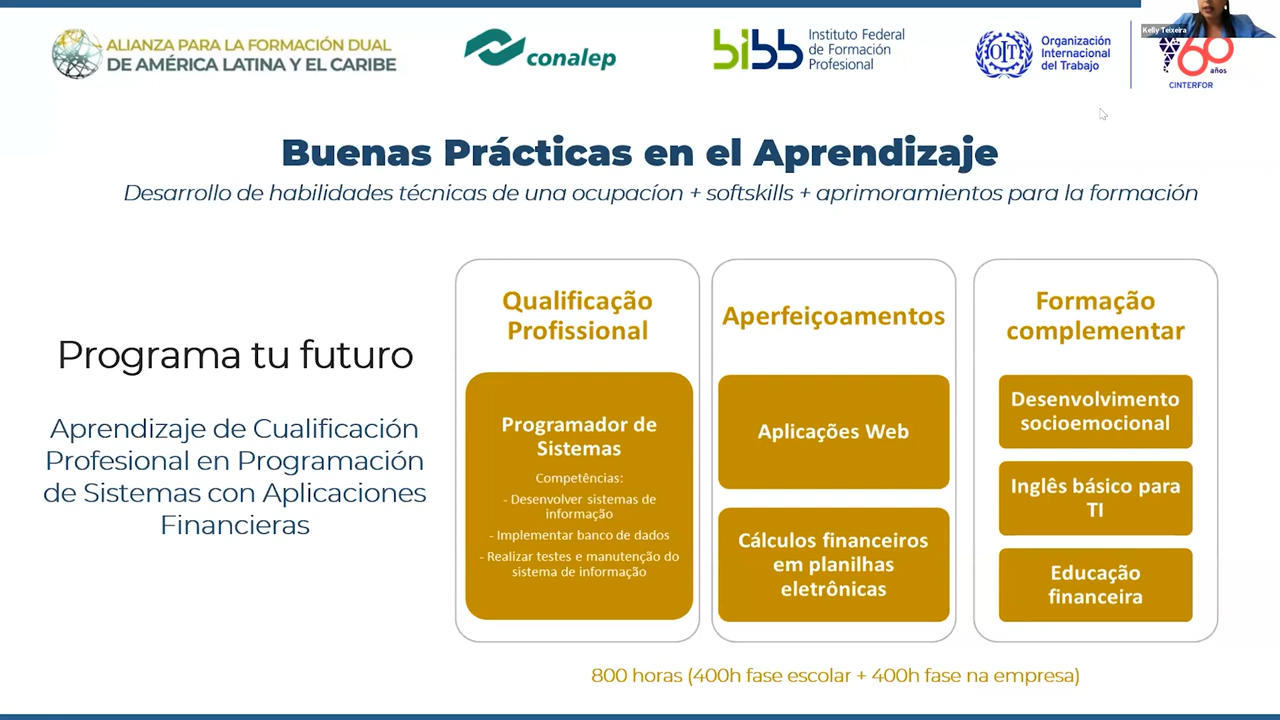 ALIANZA PARA LA FORMACIÓN DUAL
DE AMÉRICA LATINA Y EL CARIBE
conalep
bibb
Instituto Federal
de Formación
Profesional
OIT
Organización
Internacional
del Trabajo
Kelly Teixeira
60
años
CINTERFOR
Buenas Prácticas en el Aprendizaje
Desarrollo de habilidades técnicas de una ocupacíon + softskills + aprimoramientos para la formación
Programa tu futuro
Aprendizaje de Cualificación
Profesional en Programación
de Sistemas con Aplicaciones
Financieras
Qualificação
Profissional
Programador de
Sistemas
Competências:
- Desenvolver sistemas de
informação
- Implementar banco de dados
- Realizar testes e manutenção do
sistema de informação
Aperfeiçoamentos
Aplicações Web
Cálculos financeiros
em planilhas
eletrônicas
Formação
complementar
Desenvolvimento
socioemocional
Inglês básico para
TI
Educação
financeira
800 horas (400h fase escolar + 400h fase na empresa)